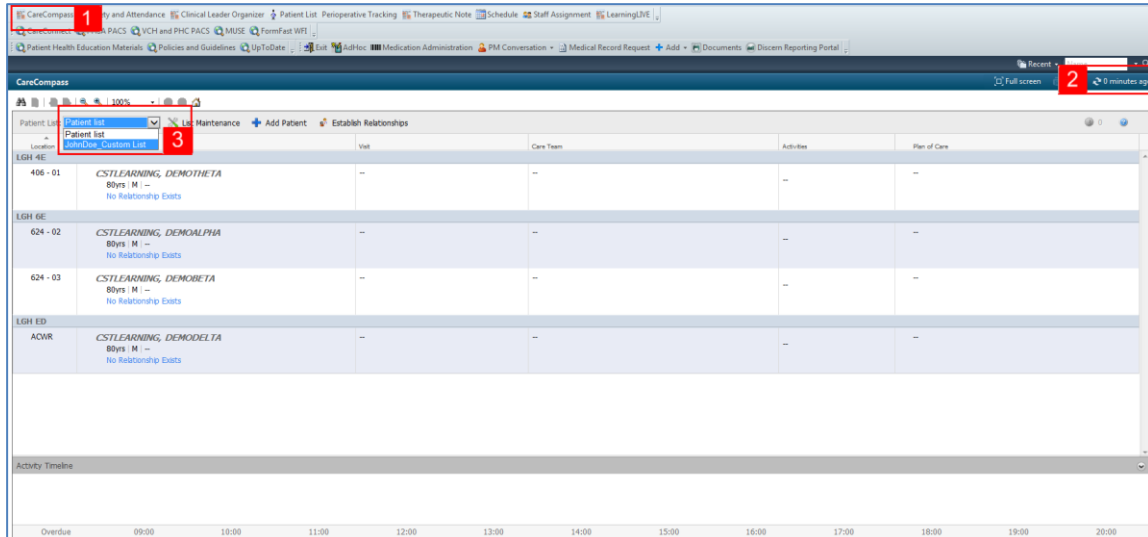 CareCompass 1 ty and Attendance Clinical Leader Organizer Patient List Perioperative Tracking Therapeutic Note Schedule Staff Assignment LearningLIVE
CareConnect PACS VCH and PHC PACS MUSE FormFast WFI
Patient Health Education Materials Policies and Guidelines UpToDate Exit AdHoc Medication Administration PM Conversation Medical Record Request Add Documents Discern Reporting Portal
Recent
CareCompass Full screen 2 0 minutes ago
100%
Patient List: Patient list List Maintenance Add Patient Establish Relationships 0
Patient list
JohnDoe_Custom List 3
Location Visit Care Team Activities Plan of Care
LGH 4E
406 - 01 CSTLEARNING, DEMOTHETA -- -- -- --
80yrs | M | --
No Relationship Exists
LGH 6E
624 - 02 CSTLEARNING, DEMOALPHA -- -- -- --
80yrs | M | --
No Relationship Exists
624 - 03 CSTLEARNING, DEMOBETA -- -- -- --
80yrs | M | --
No Relationship Exists
LGH ED
ACWR CSTLEARNING, DEMODELTA -- -- -- --
80yrs | M | --
No Relationship Exists
Activity Timeline
Overdue 09:00 10:00 11:00 12:00 13:00 14:00 15:00 16:00 17:00 18:00 19:00 20:00